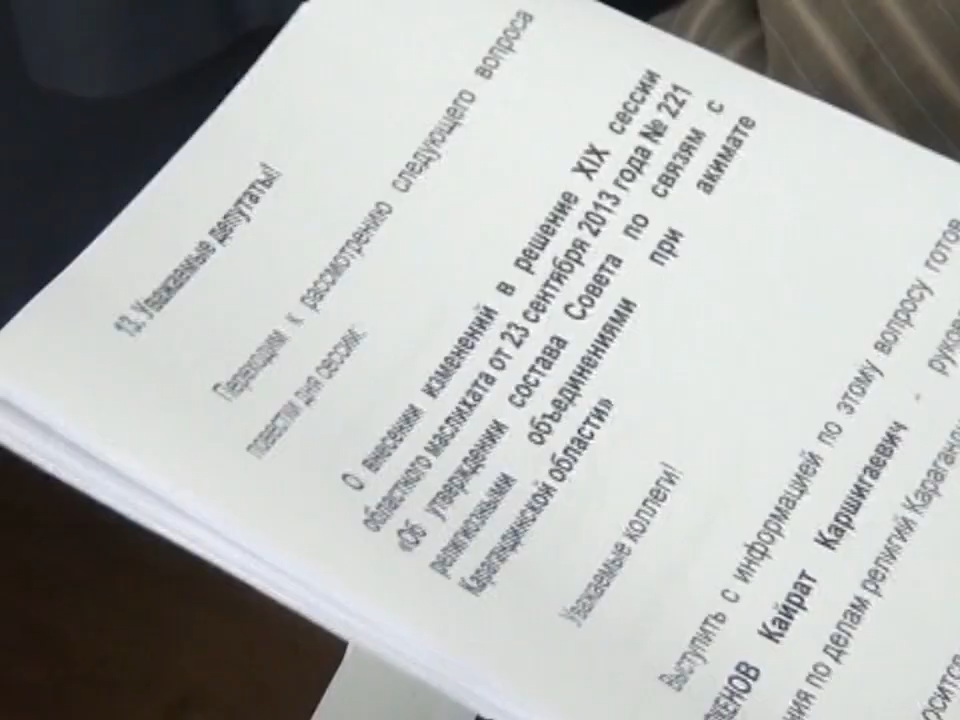 13. Уважаемые депутаты!
Переходим к рассмотрению следующего вопроса
повестки дня сессии:
О внесении изменений в решение XIX сессии
областного маслихата от 23 сентября 2013 года № 221
«Об утверждении состава Совета по связям с
религиозными объединениями при акимате
Карагандинской области»
Уважаемые коллеги!
Выступить с информацией по этому вопросу готов
Кайрат Каршигаевич -
по делам религий